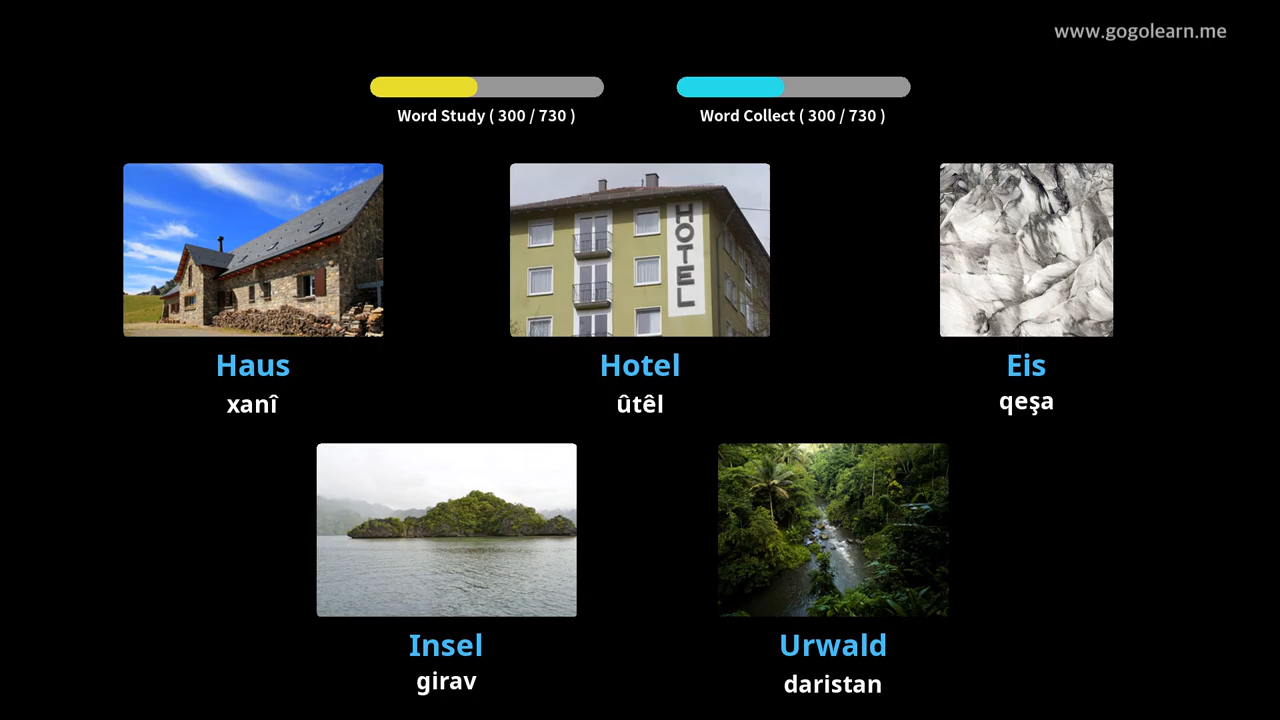 www.gogolearn.me
Word Study ( 300 / 730 )
Word Collect ( 300 / 730 )
HOTEL
Haus
xanî
Hotel
ûtêl
Eis
qeşa
Insel
girav
Urwald
daristan